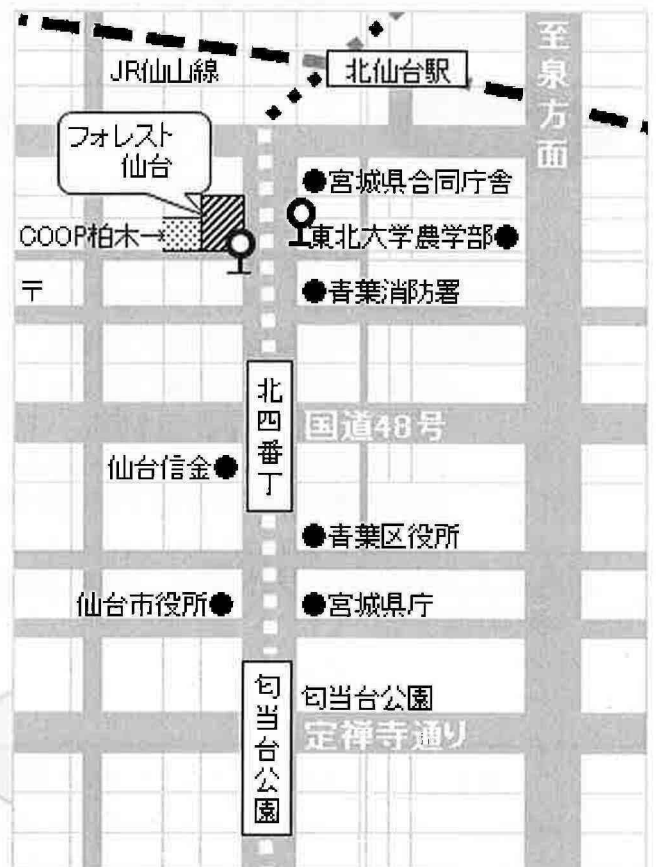 JR仙山線
北仙台駅
至泉方面
フォレスト
仙台
●宮城県合同庁舎
COOP柏木→
東北大学農学部●
〒
●青葉消防署
北四番丁
国道48号
仙台信金●
●青葉区役所
仙台市役所●
●宮城県庁
匂当台公園
匂当台公園
定禅寺通り